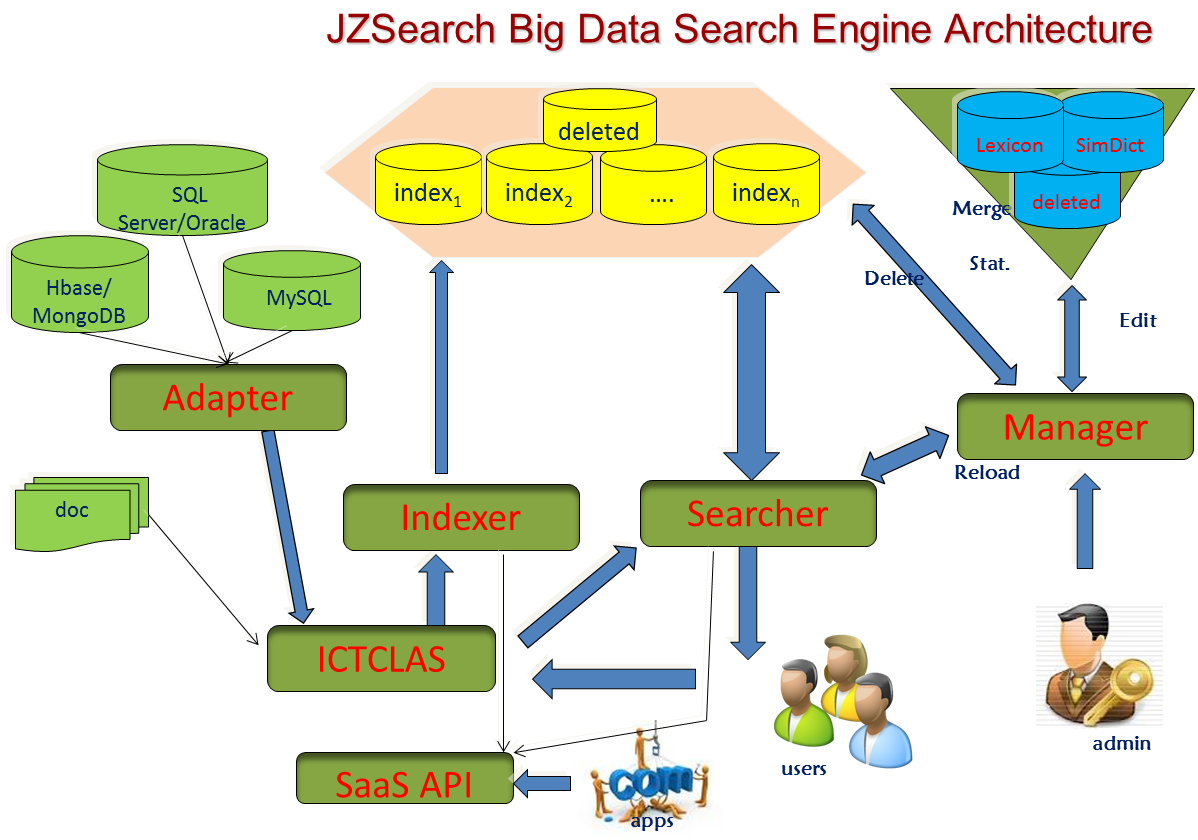 JZSearch Big Data Search Engine Architecture
deleted
index1
index2
....
indexn
Lexicon
SimDict
deleted
Merge
Stat.
Delete
Edit
SQL
Server/Oracle
Hbase/
MongoDB
MySQL
Adapter
Manager
Reload
doc
Indexer
Searcher
ICTCLAS
SaaS API
com
apps
users
admin